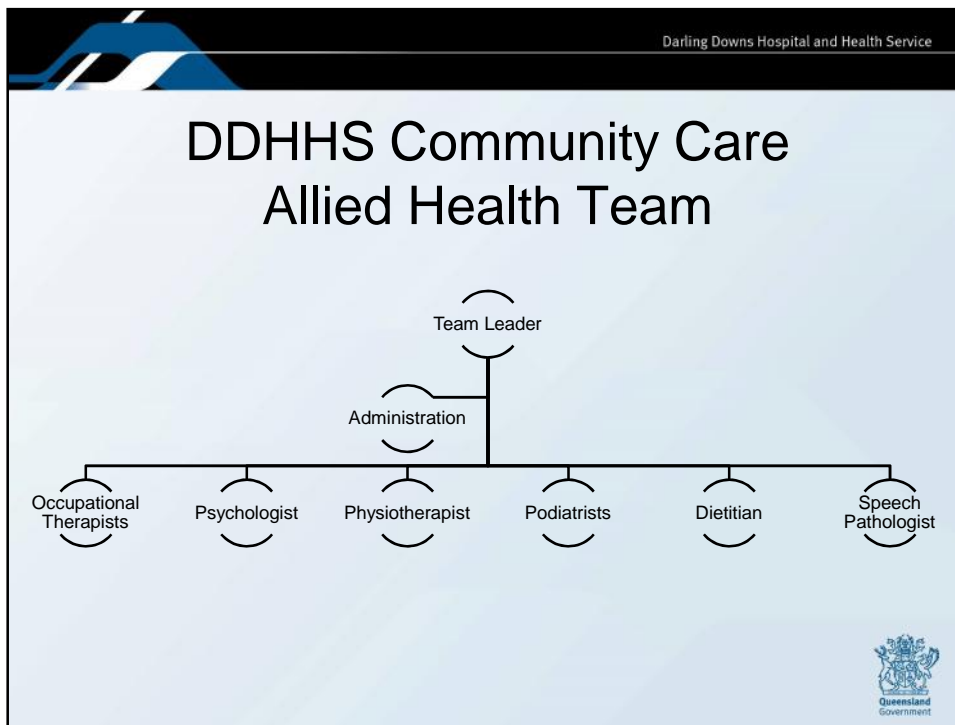 Darling Downs Hospital and Health Service
DDHHS Community Care
Allied Health Team
Team Leader
Administration
Occupational
Therapists
Psychologist
Physiotherapist
Podiatrists
Dietitian
Speech
Pathologist
Queensland
Government